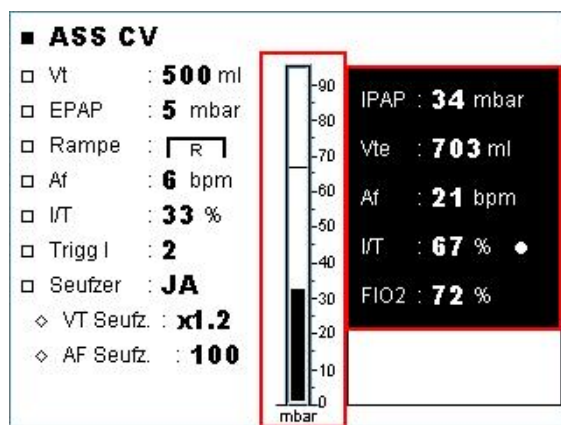 ASS CV
Vt : 500 ml
EPAP : 5 mbar
Rampe : R
Af : 6 bpm
I/T : 33 %
Trigg I : 2
Seufzer : JA
VT Seufz. : x1.2
AF Seufz. : 100
90
80
70
60
50
40
30
20
10
0
mbar
IPAP : 34 mbar
Vte : 703 ml
Af : 21 bpm
I/T : 67 %
FIO2 : 72 %